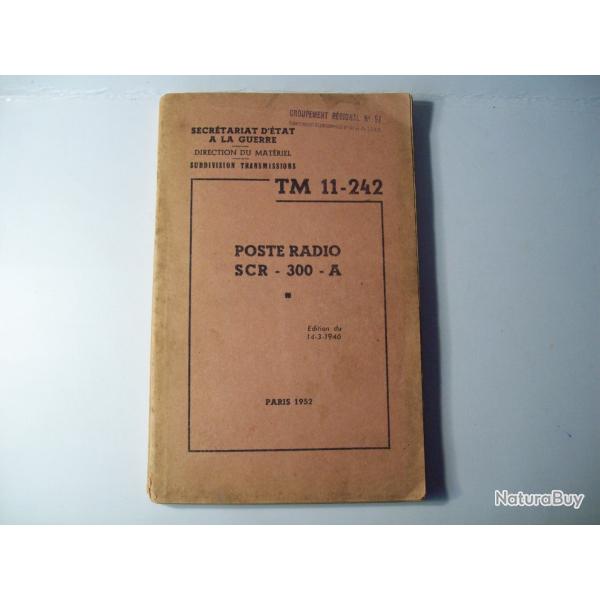 GROUPEMENT RÉGIONAL N° 51
SECRÉTARIAT D'ÉTAT
A LA GUERRE
DIRECTION DU MATÉRIEL
SUBDIVISION TRANSMISSIONS
TM 11-242
POSTE RADIO
SCR - 300 - A
Edition du
14-3-1946
PARIS 1952
NaturaBuy